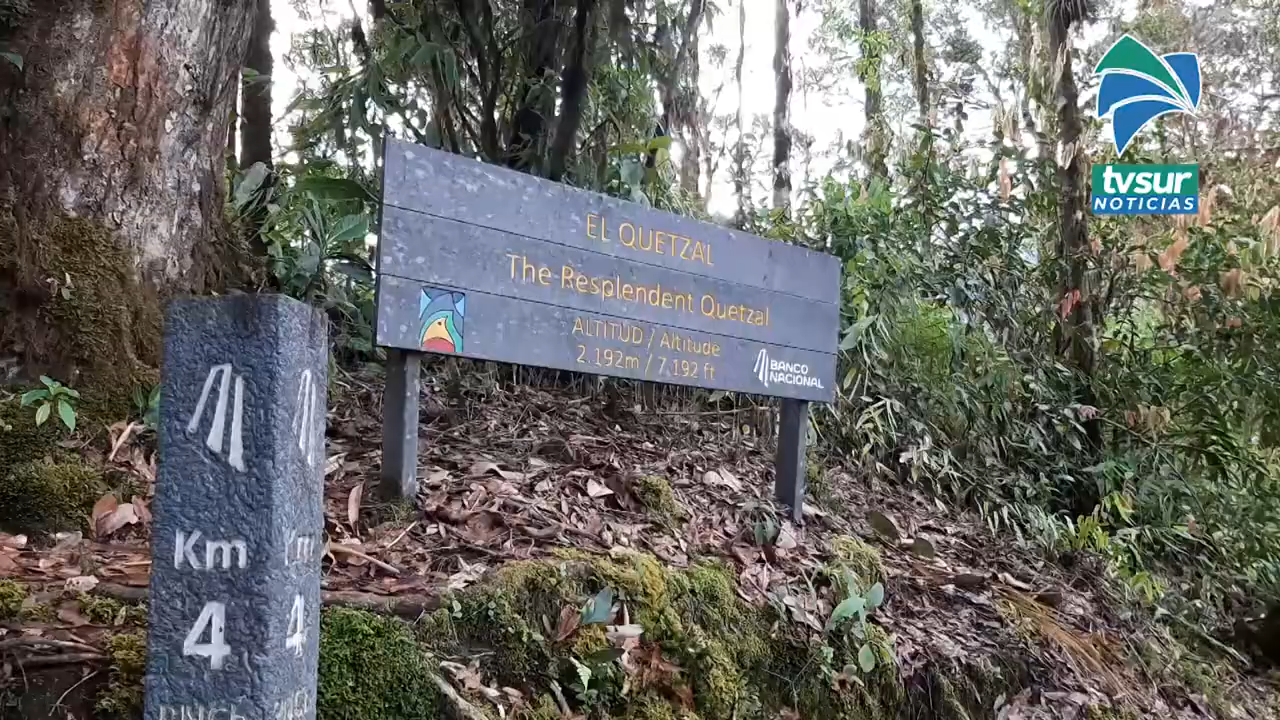 tvsur
NOTICIAS
EL QUETZAL
The Resplendent Quetzal
ALTITUD / Altitude
2.192m / 7.192 ft
BANCO
NACIONAL
Km
4
Km
4